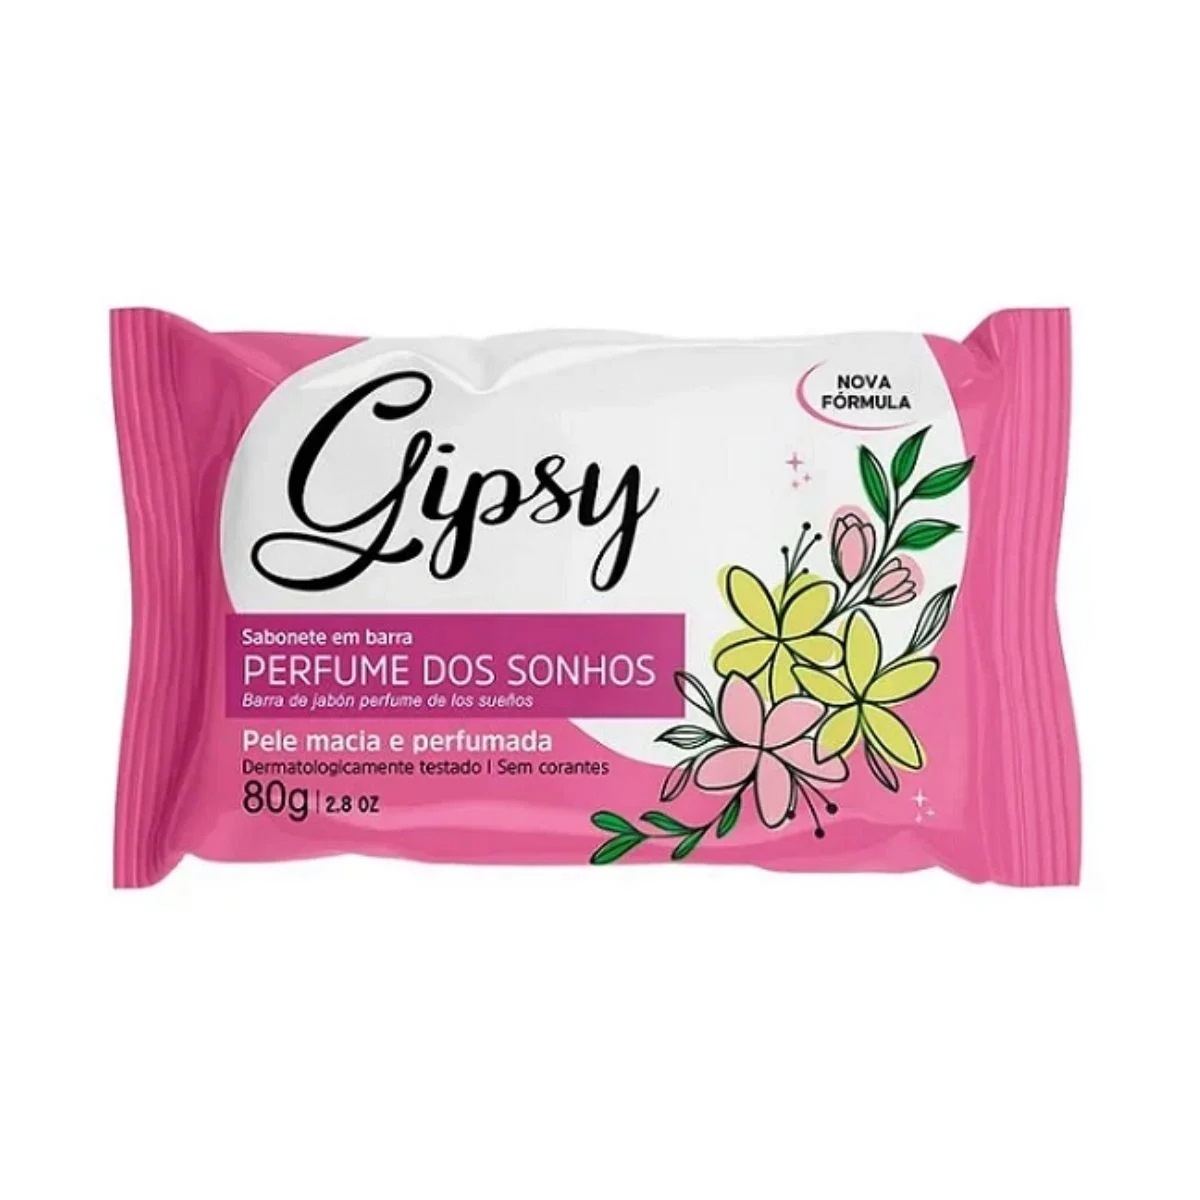 NOVA
FÓRMULA
Gipsy
Sabonete em barra
PERFUME DOS SONHOS
Barra de jabón perfume de los sueños
Pele macia e perfumada
Dermatologicamente testado | Sem corantes
80g | 2.8 OZ